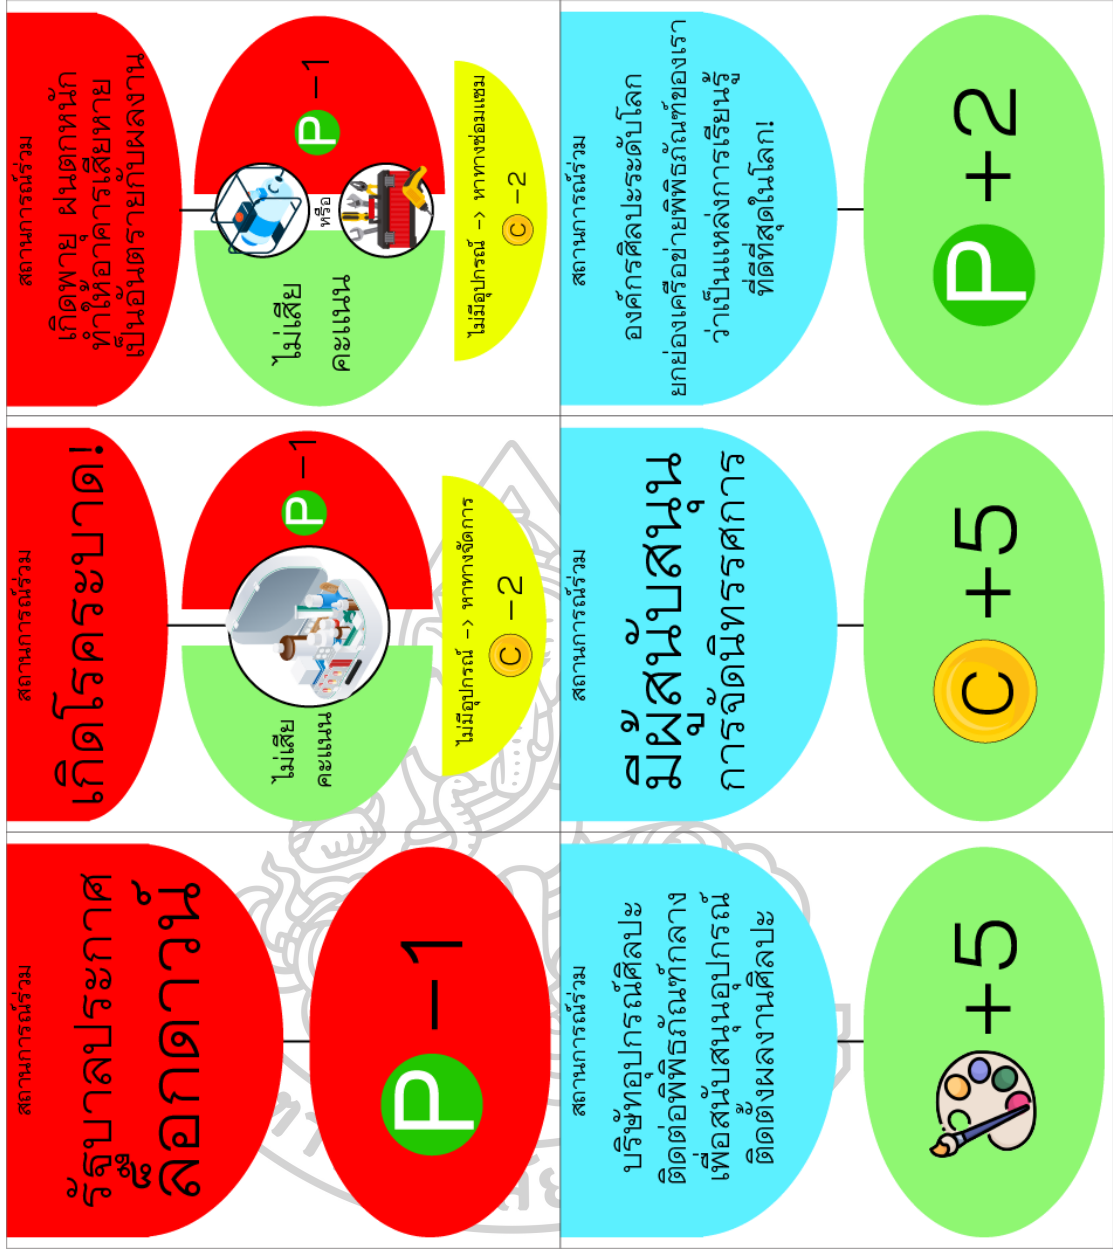 สถานการณ์ร่วม
รัฐบาลประกาศ
ล็อกดาวน์
P -1
สถานการณ์ร่วม
เกิดโรคระบาด!
ไม่เสีย
คะแนน
P -1
ไม่มีอุปกรณ์ -> หาทางจัดการ
C -2
สถานการณ์ร่วม
เกิดพายุ ฝนตกหนัก
ทำให้อาคารเสียหาย
เป็นอันตรายกับผลงาน
ไม่เสีย
คะแนน
หรือ
P -1
ไม่มีอุปกรณ์ -> หาทางซ่อมแซม
C -2
สถานการณ์ร่วม
บริษัทอุปกรณ์ศิลปะ
ติดต่อพิพิธภัณฑ์กลาง
เพื่อสนับสนุนอุปกรณ์
ติดตั้งผลงานศิลปะ
+5
สถานการณ์ร่วม
มีผู้สนับสนุน
การจัดนิทรรศการ
C +5
สถานการณ์ร่วม
องค์กรศิลปะระดับโลก
ยกย่องเครือข่ายพิพิธภัณฑ์ของเรา
ว่าเป็นแหล่งการเรียนรู้
ที่ดีที่สุดในโลก!
P +2